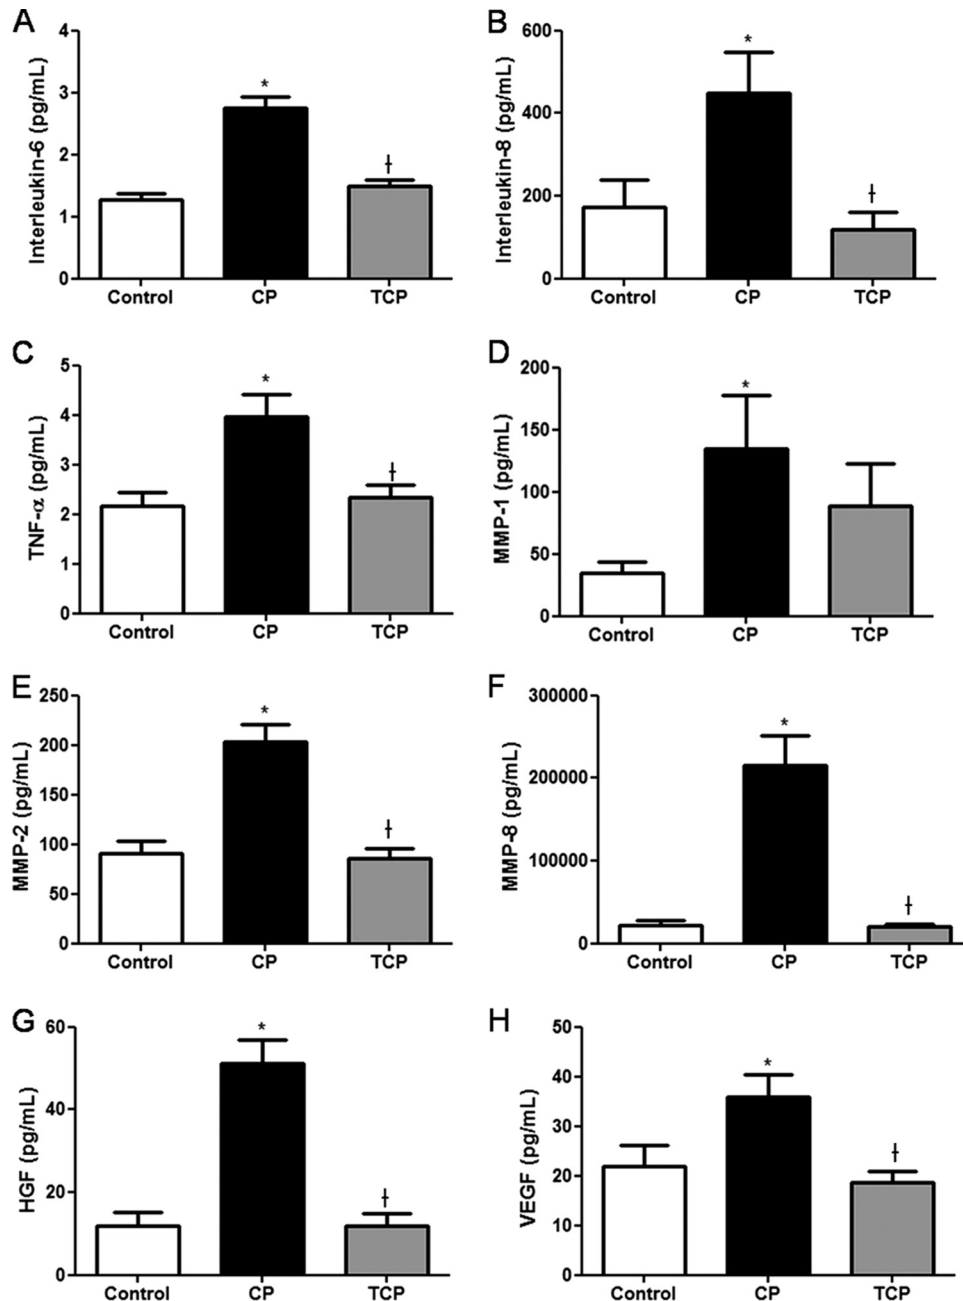 A
Interleukin-6 (pg/mL)
4
3
2
1
0
*
ƚ
Control CP TCP
B
Interleukin-8 (pg/mL)
600
400
200
0
*
ƚ
Control CP TCP
C
TNF-α (pg/mL)
5
4
3
2
1
0
*
ƚ
Control CP TCP
D
MMP-1 (pg/mL)
200
150
100
50
0
*
Control CP TCP
E
MMP-2 (pg/mL)
250
200
150
100
50
0
*
ƚ
Control CP TCP
F
MMP-8 (pg/mL)
300000
200000
100000
0
*
ƚ
Control CP TCP
G
HGF (pg/mL)
60
40
20
0
*
ƚ
Control CP TCP
H
VEGF (pg/mL)
50
40
30
20
10
0
*
ƚ
Control CP TCP